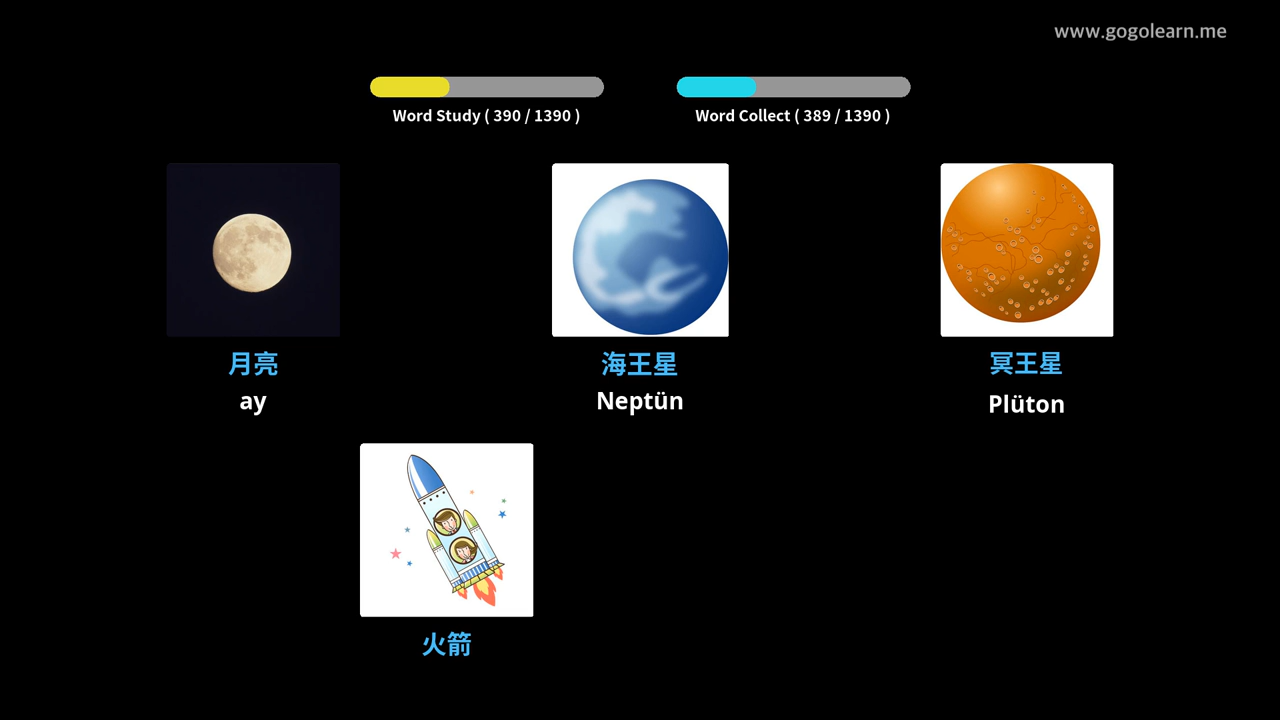 www.gogolearn.me
Word Study ( 390 / 1390 )
Word Collect ( 389 / 1390 )
月亮
ay
海王星
Neptün
冥王星
Plüton
火箭